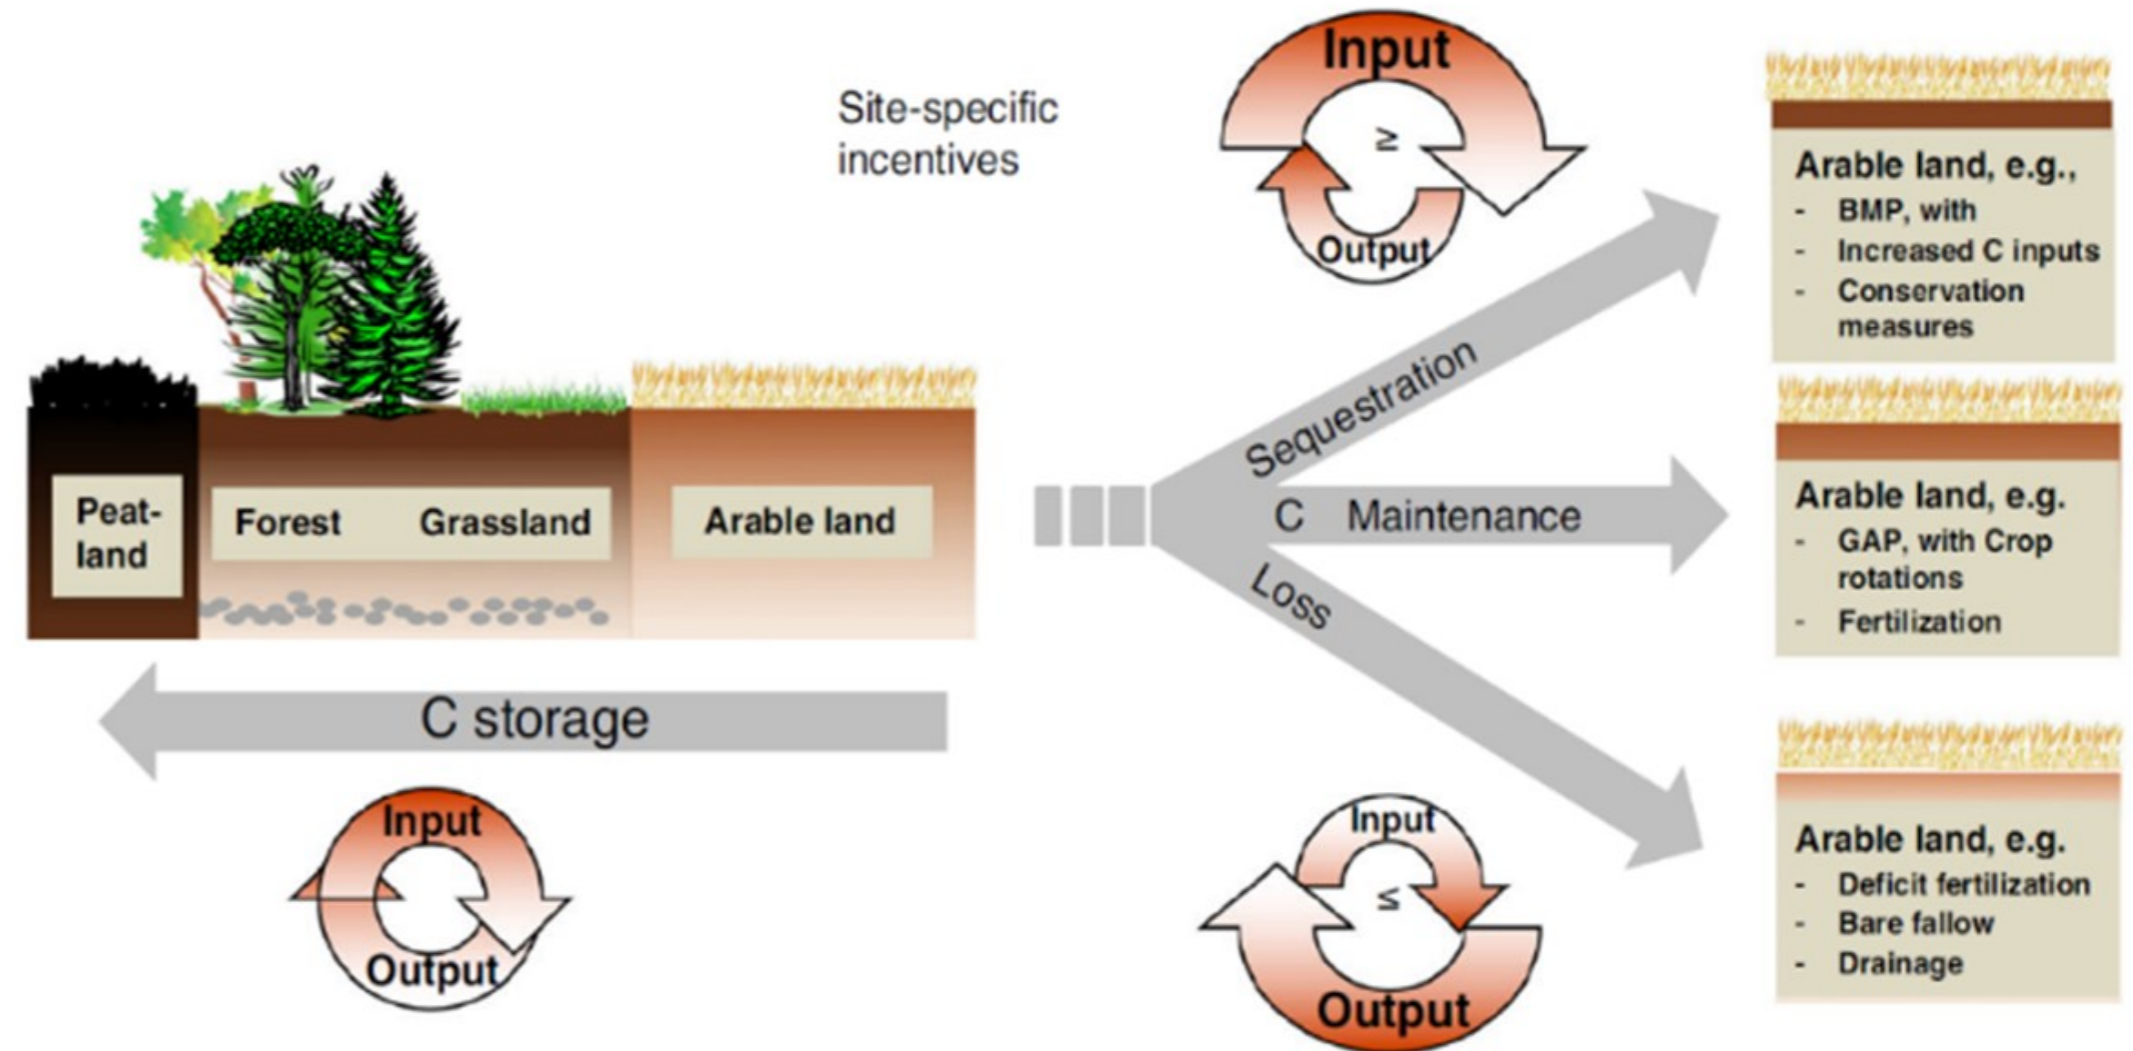 Site-specific
incentives
Input
≥
Output
Arable land, e.g.,
- BMP, with
- Increased C inputs
- Conservation
measures
Peat-
land
Forest
Grassland
Arable land
Sequestration
C Maintenance
Loss
Arable land, e.g.
- GAP, with Crop
rotations
- Fertilization
C storage
Input
Output
Input
≤
Output
Arable land, e.g.
- Deficit fertilization
- Bare fallow
- Drainage